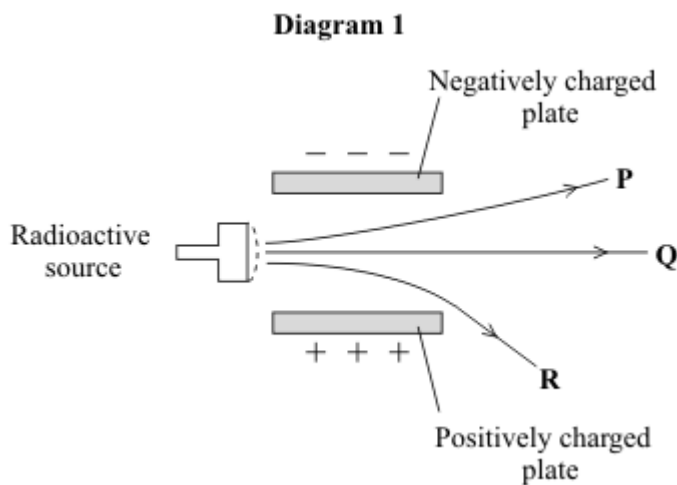 Diagram 1
Negatively charged
plate
– – –
P
Radioactive
source
Q
+ + +
R
Positively charged
plate